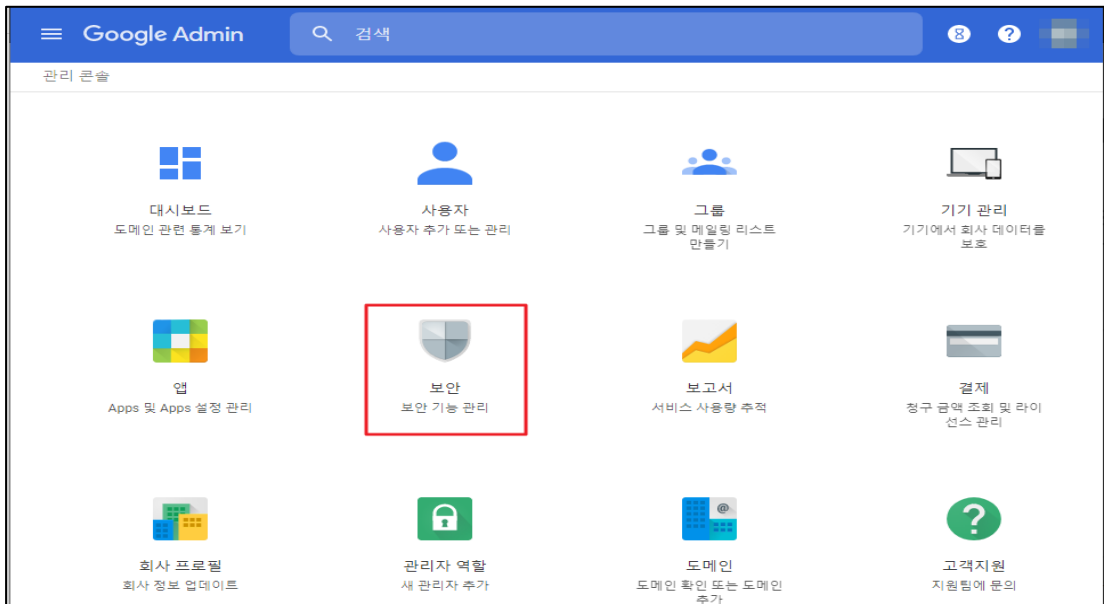 Google Admin
검색
관리 콘솔
대시보드
도메인 관련 통계 보기
사용자
사용자 추가 또는 관리
그룹
그룹 및 메일링 리스트
만들기
기기 관리
기기에서 회사 데이터를
보호
앱
Apps 및 Apps 설정 관리
보안
보안 기능 관리
보고서
서비스 사용량 추적
결제
청구 금액 조회 및 라이
선스 관리
회사 프로필
회사 정보 업데이트
관리자 역할
새 관리자 추가
@
도메인
도메인 확인 또는 도메인
추가
?
고객지원
지원팀에 문의